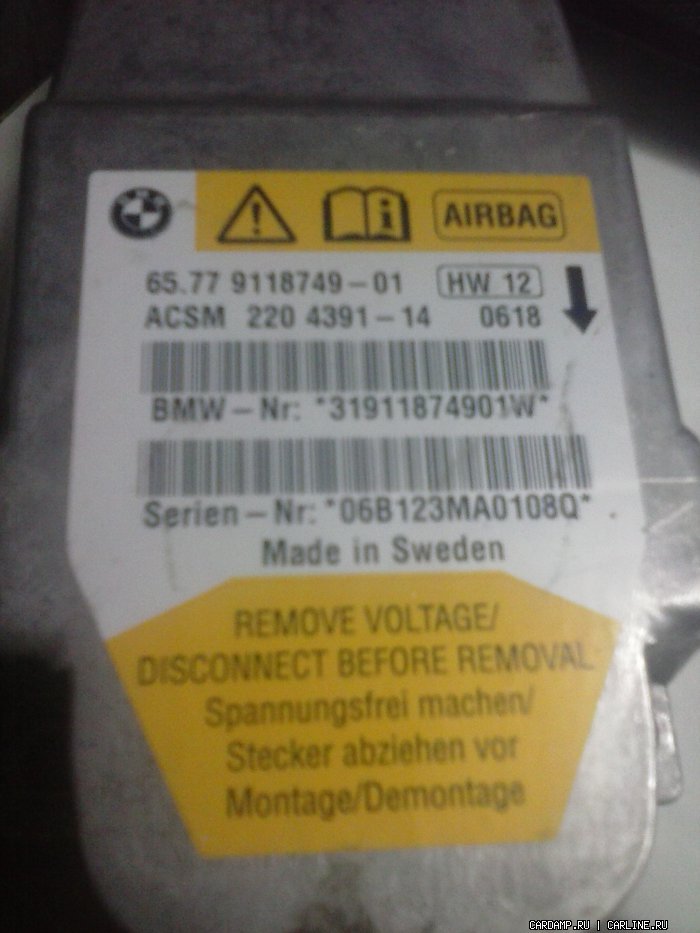 AIRBAG
65.77 9118749-01 HW 12
ACSM 220 4391-14 0618
BMW-Nr: *31911874901W*
Serien-Nr: *06B123MA0108Q*
Made in Sweden
REMOVE VOLTAGE/
DISCONNECT BEFORE REMOVAL
Spannungsfrei machen/
Stecker abziehen vor
Montage/Demontage
CARDAMP.RU | CARLINE.RU